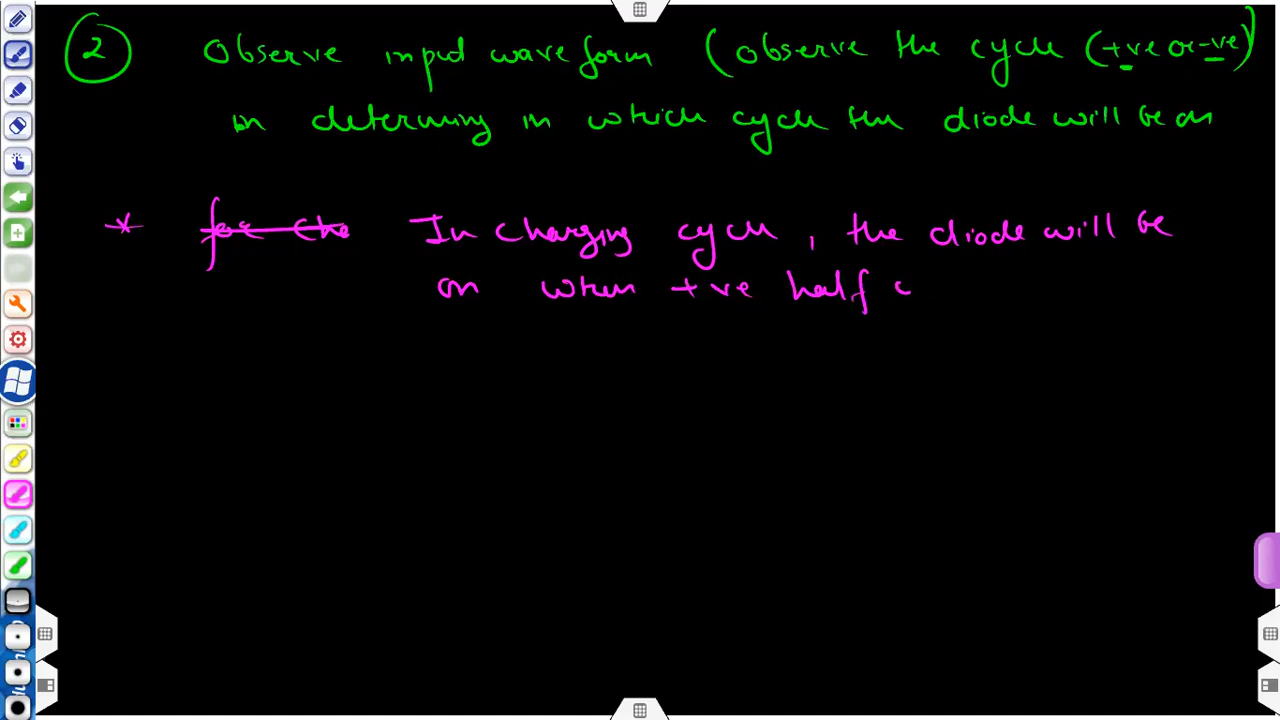 2 Observe input waveform (observe the cycle (+ve or -ve)
in determing in which cycle the diode will be on
* for the In charging cycle, the diode will be
on when +ve half c